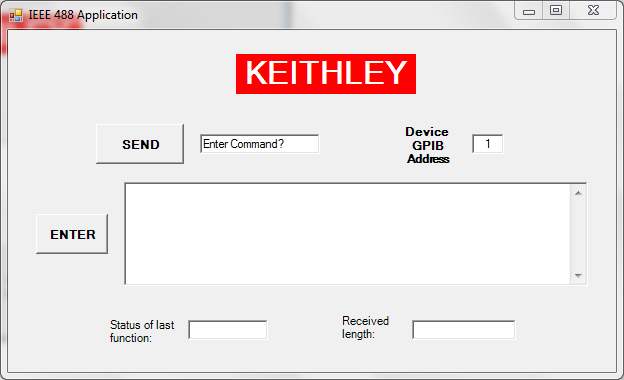 IEEE 488 Application
KEITHLEY
SEND
Enter Command?
Device
GPIB
Address
1
ENTER
Status of last
function:
Received
length: